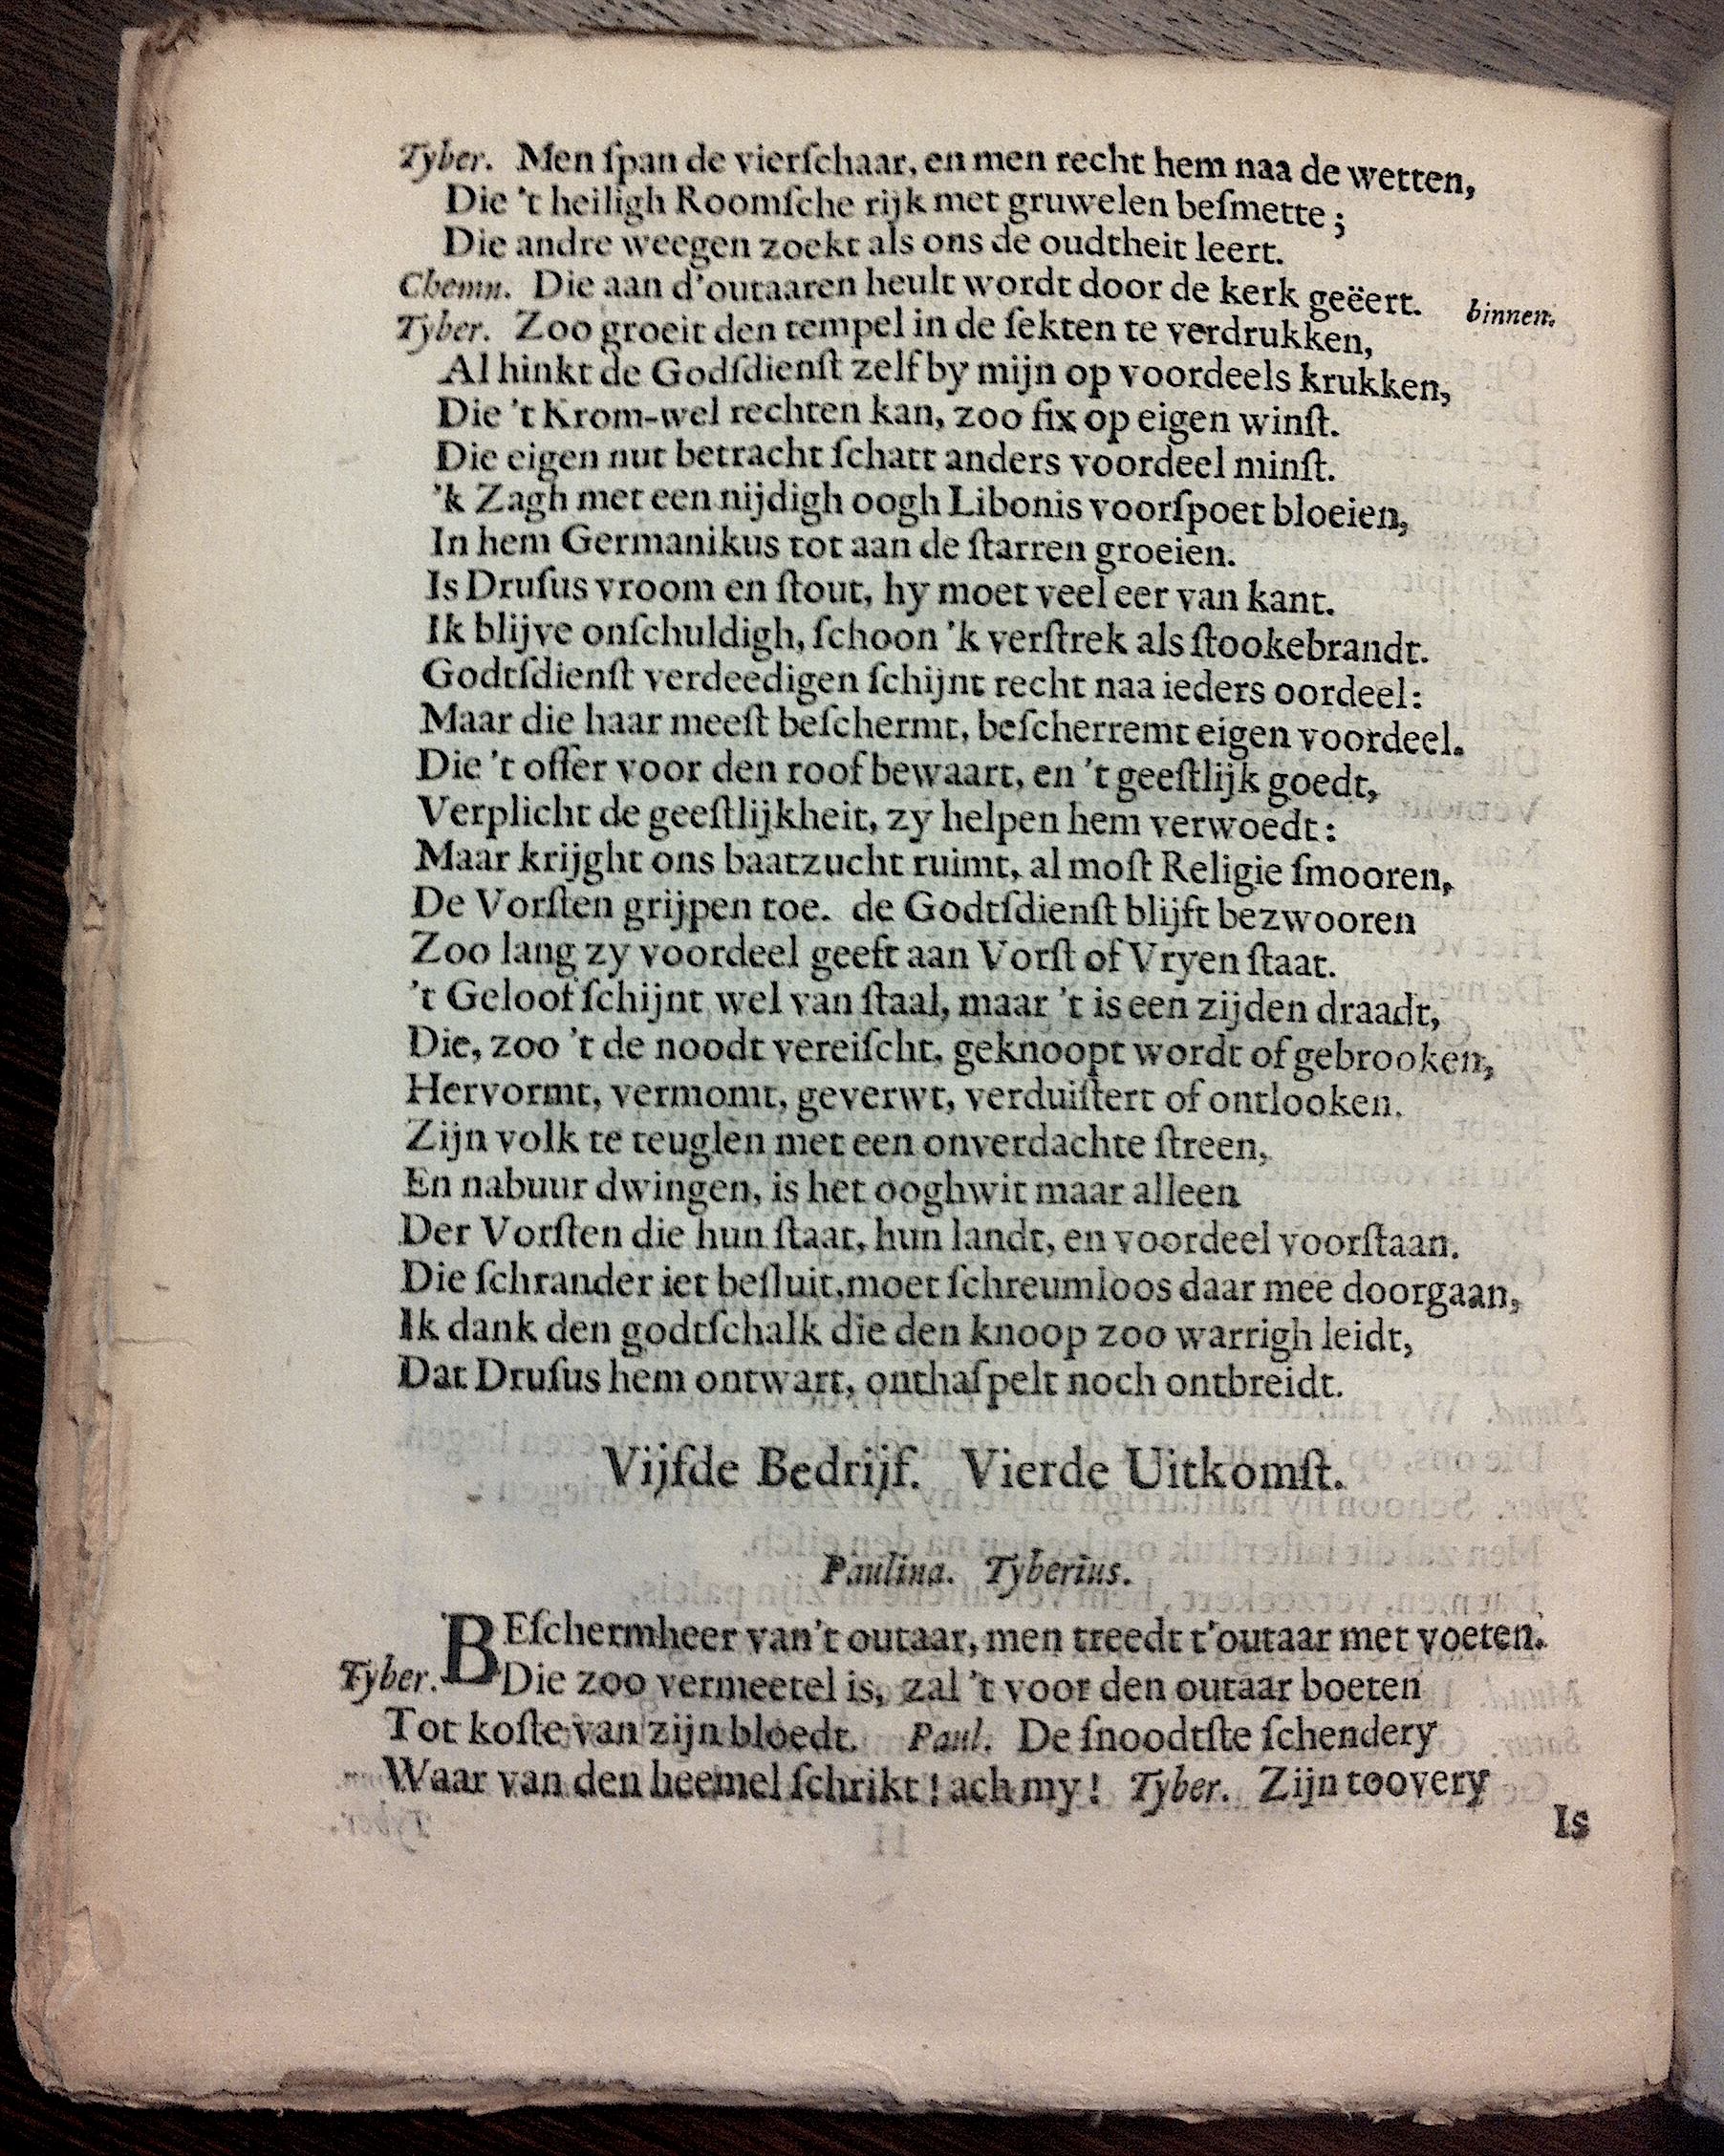 Tyber. Men ſpan de vierſchaar, en men recht hem naa de wetten,
Die 't heiligh Roomſche rijk met gruwelen beſmette;
Die andre weegen zoekt als ons de oudtheit leert.
Chemn. Die aan d'outaaren heult wordt door de kerk geëert. binnen.
Tyber. Zoo groeit den tempel in de ſekten te verdrukken,
Al hinkt de Godſdienſt zelf by mijn op voordeels krukken,
Die 't Krom-wel rechten kan, zoo fix op eigen winſt.
Die eigen nut betracht ſchatt anders voordeel minſt.
'k Zagh met een nijdigh oogh Libonis voorſpoet bloeien,
In hem Germanikus tot aan de ſtarren groeien.
Is Druſus vroom en ſtout, hy moet veel eer van kant.
Ik blijve onſchuldigh, ſchoon 'k verſtrek als ſtookebrandt.
Godtſdienſt verdeedigen ſchijnt recht naa ieders oordeel:
Maar die haar meeſt beſchermt, beſcherremt eigen voordeel.
Die 't offer voor den roof bewaart, en 't geeſtlijk goedt,
Verplicht de geeſtlijkheit, zy helpen hem verwoedt:
Maar krijght ons baatzucht ruimt, al moſt Religie ſmooren,
De Vorſten grijpen toe. de Godtſdienſt blijft bezwooren
Zoo lang zy voordeel geeft aan Vorſt of Vryen ſtaat.
't Geloof ſchijnt wel van ſtaal, maar 't is een zijden draadt,
Die, zoo 't de noodt vereiſcht, geknoopt wordt of gebrooken,
Hervormt, vermomt, geverwt, verduiſtert of ontlooken.
Zijn volk te teuglen met een onverdachte ſtreen,
En nabuur dwingen, is het ooghwit maar alleen
Der Vorſten die hun ſtaat, hun landt, en voordeel voorſtaan.
Die ſchrander iet beſluit, moet ſchreumloos daar mee doorgaan,
Ik dank den godtſchalk die den knoop zoo warrigh leidt,
Dat Druſus hem ontwart, onthaſpelt noch ontbreidt.
Vijfde Bedrijf. Vierde Uitkomſt.
Paulina. Tyberius.
BEſchermheer van't outaar, men treedt t'outaar met voeten.
Tyber. Die zoo vermeetel is, zal 't voor den outaar boeten
Tot koſte van zijn bloedt. Paul. De ſnoodtſte ſchendery
Waar van den heemel ſchrikt! ach my! Tyber. Zijn toovery
Is